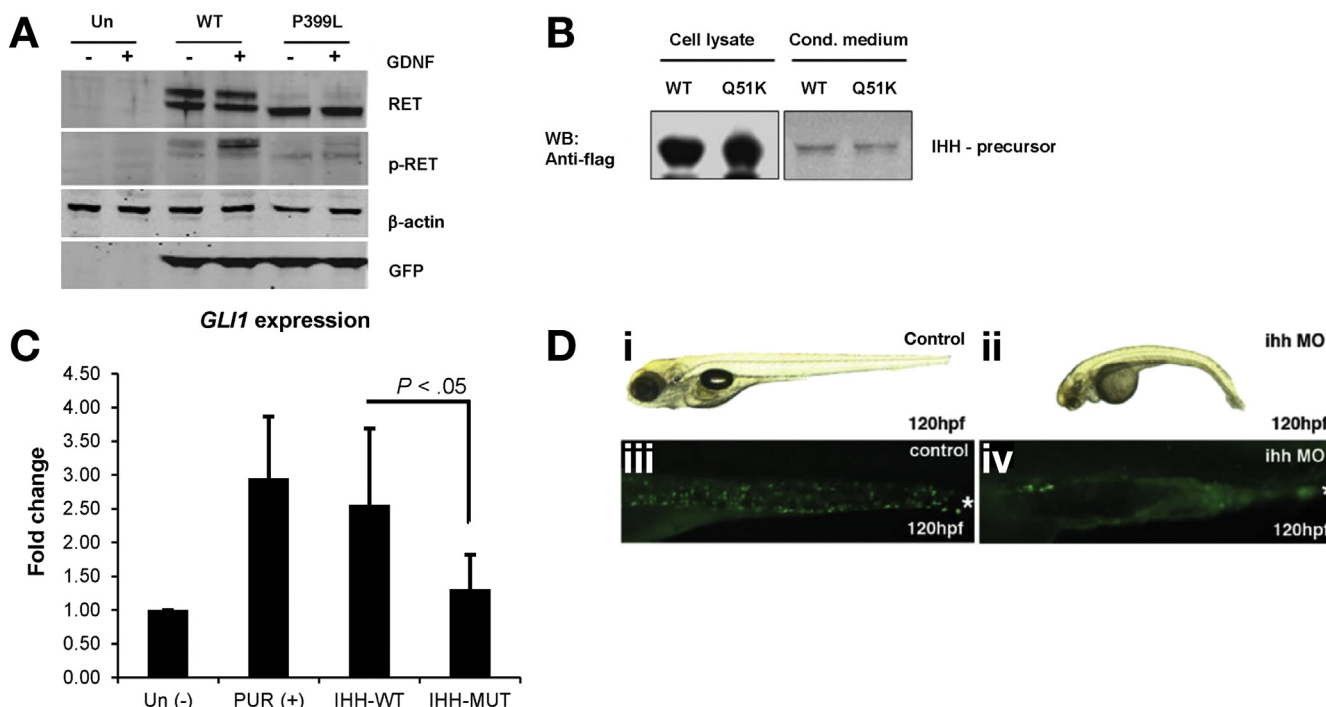 A
Un WT P399L
- + - + - + GDNF
RET
p-RET
β-actin
GFP
B
Cell lysate Cond. medium
WT Q51K WT Q51K
WB:
Anti-flag
IHH - precursor
C
GLI1 expression
P < .05
Fold change
4.50
4.00
3.50
3.00
2.50
2.00
1.50
1.00
0.50
0.00
Un (-) PUR (+) IHH-WT IHH-MUT
D
i Control
120hpf
ii ihh MO
120hpf
iii control
*
120hpf
iv ihh MO
*
120hpf